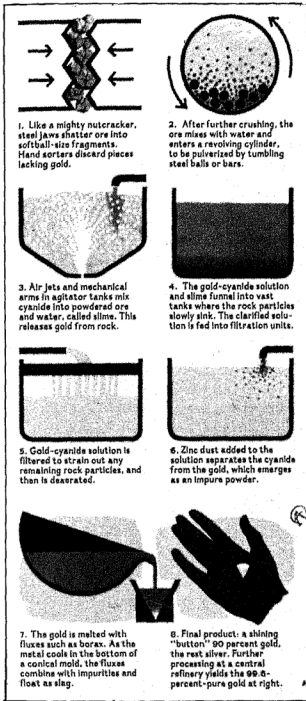 1. Like a mighty nutcracker,
steel jaws shatter ore into
softball-size fragments.
Hand sorters discard pieces
lacking gold.
2. After further crushing, the
ore mixes with water and
enters a revolving cylinder,
to be pulverized by tumbling
steel balls or bars.
3. Air jets and mechanical
arms in agitator tanks mix
cyanide into powdered ore
and water, called slime. This
releases gold from rock.
4. The gold-cyanide solution
and slime funnel into vast
tanks where the rock particles
slowly sink. The clarified solu-
tion is fed into filtration units.
5. Gold-cyanide solution is
filtered to strain out any
remaining rock particles, and
then is deaerated.
6. Zinc dust added to the
solution separates the cyanide
from the gold, which emerges
as an impure powder.
7. The gold is melted with
fluxes such as borax. As the
metal cools in the bottom of
a conical mold, the fluxes
combine with impurities and
float as slag.
8. Final product: a shining
"button" 90 percent gold,
the rest silver. Further
processing at a central
refinery yields the 99.6-
percent-pure gold at right.